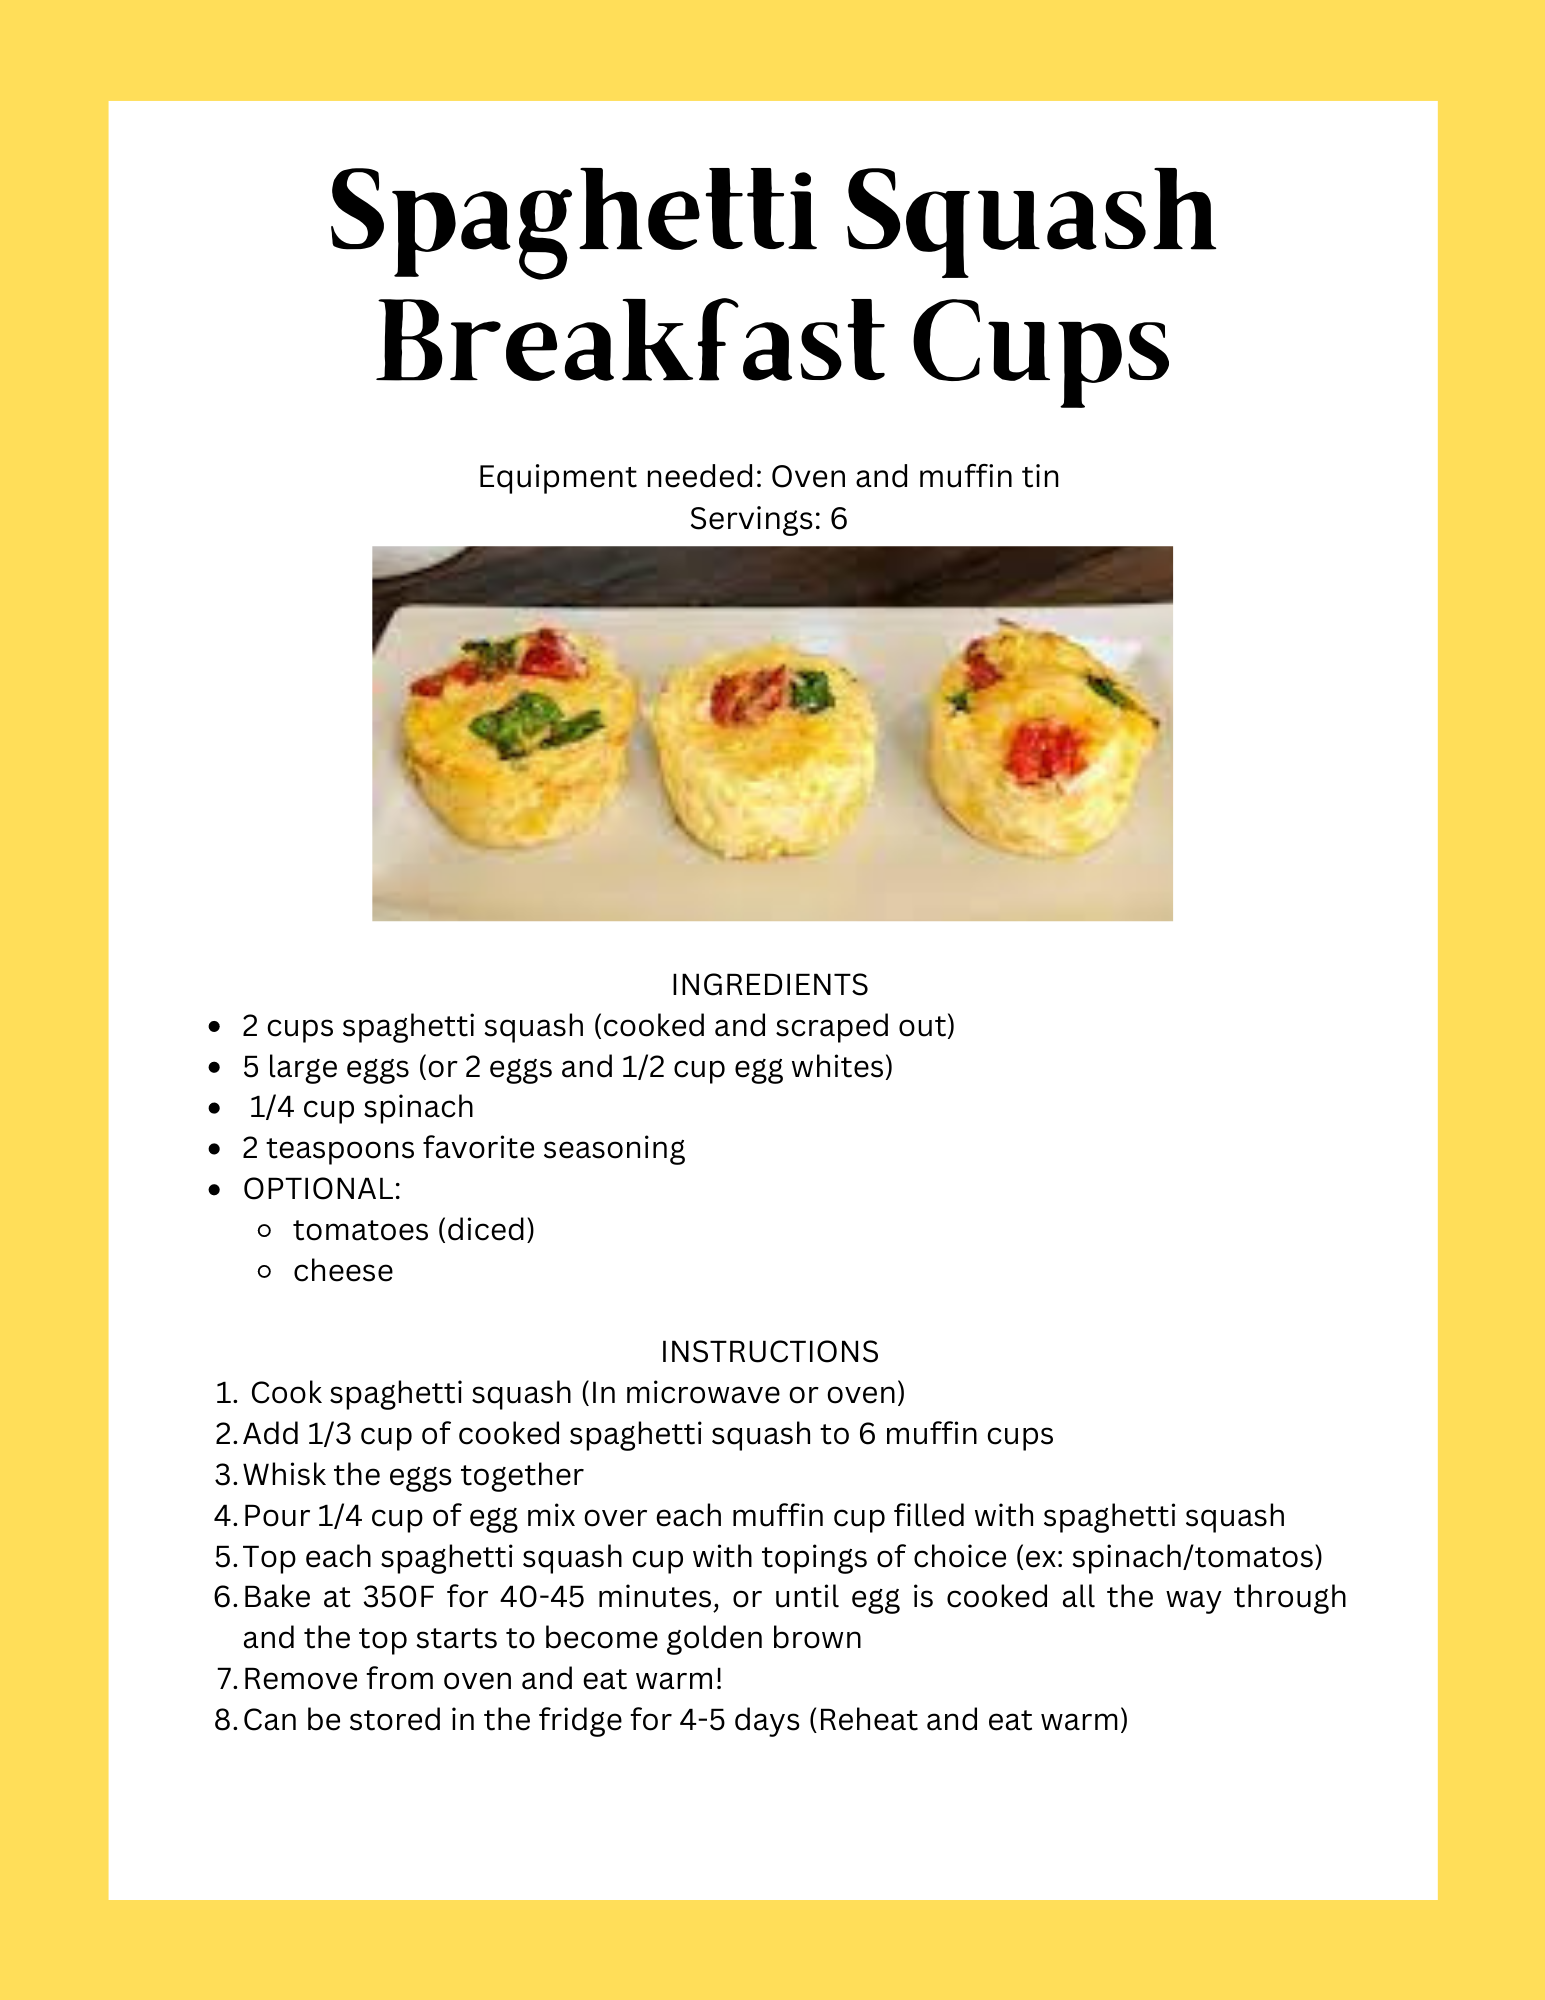 Spaghetti Squash
Breakfast Cups
Equipment needed: Oven and muffin tin
Servings: 6
INGREDIENTS
• 2 cups spaghetti squash (cooked and scraped out)
• 5 large eggs (or 2 eggs and 1/2 cup egg whites)
• 1/4 cup spinach
• 2 teaspoons favorite seasoning
• OPTIONAL:
◦ tomatoes (diced)
◦ cheese
INSTRUCTIONS
1. Cook spaghetti squash (In microwave or oven)
2. Add 1/3 cup of cooked spaghetti squash to 6 muffin cups
3. Whisk the eggs together
4. Pour 1/4 cup of egg mix over each muffin cup filled with spaghetti squash
5. Top each spaghetti squash cup with topings of choice (ex: spinach/tomatos)
6. Bake at 350F for 40-45 minutes, or until egg is cooked all the way through
and the top starts to become golden brown
7. Remove from oven and eat warm!
8. Can be stored in the fridge for 4-5 days (Reheat and eat warm)